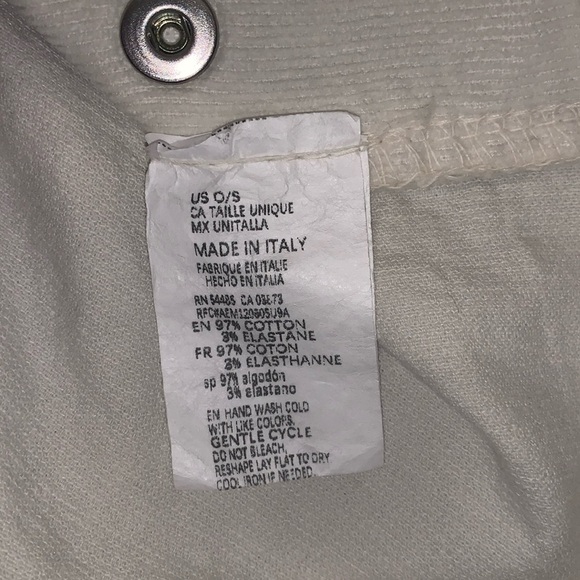 US O/S
CA TAILLE UNIQUE
MX UNITALLA
MADE IN ITALY
FABRIQUE EN ITALIE
HECHO EN ITALIA
RN 54485 CA 03673
RFC#AEM120805U9A
EN 97% COTTON
3% ELASTANE
FR 97% COTON
3% ELASTHANNE
sp 97% algodón
3% elastano
EN HAND WASH COLD
WITH LIKE COLORS.
GENTLE CYCLE
DO NOT BLEACH,
RESHAPE LAY FLAT TO DRY
COOL IRON IF NEEDED